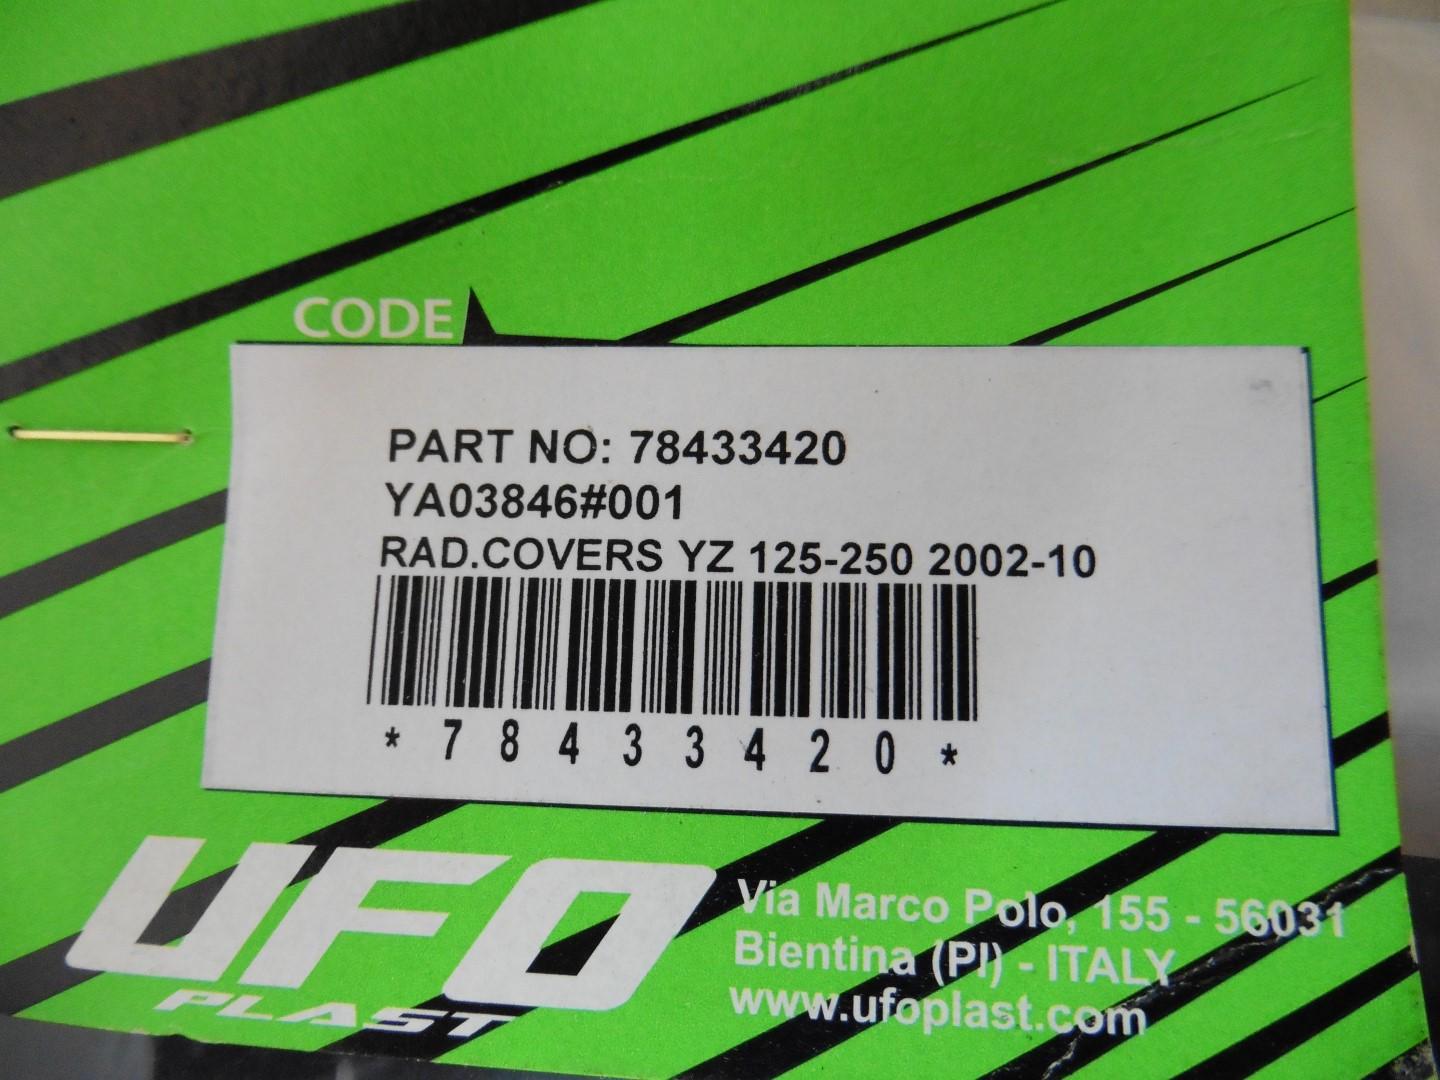 CODE
PART NO: 78433420
YA03846#001
RAD.COVERS YZ 125-250 2002-10
* 7 8 4 3 3 4 2 0 *
UFO
PLAST
Via Marco Polo, 155 - 56031
Bientina (PI) - ITALY
www.ufoplast.com